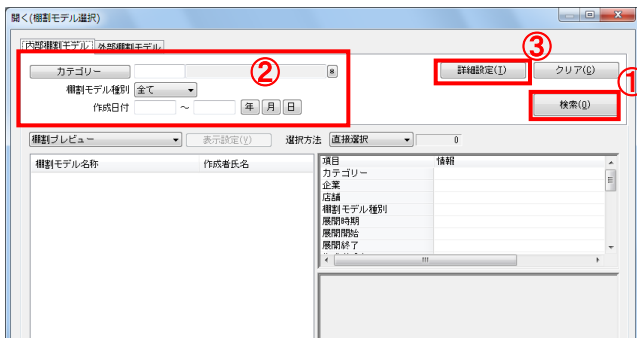 開く(棚割モデル選択)
内部棚割モデル 外部棚割モデル
③
カテゴリー ② 詳細設定(T) クリア(C) ①
棚割モデル種別 全て
作成日付 ～ 年 月 日 検索(Q)
棚割プレビュー 表示設定(V) 選択方法 直接選択 0
棚割モデル名称 作成者氏名 項目 情報
カテゴリー
企業
店舗
棚割モデル種別
展開時期
展開開始
展開終了